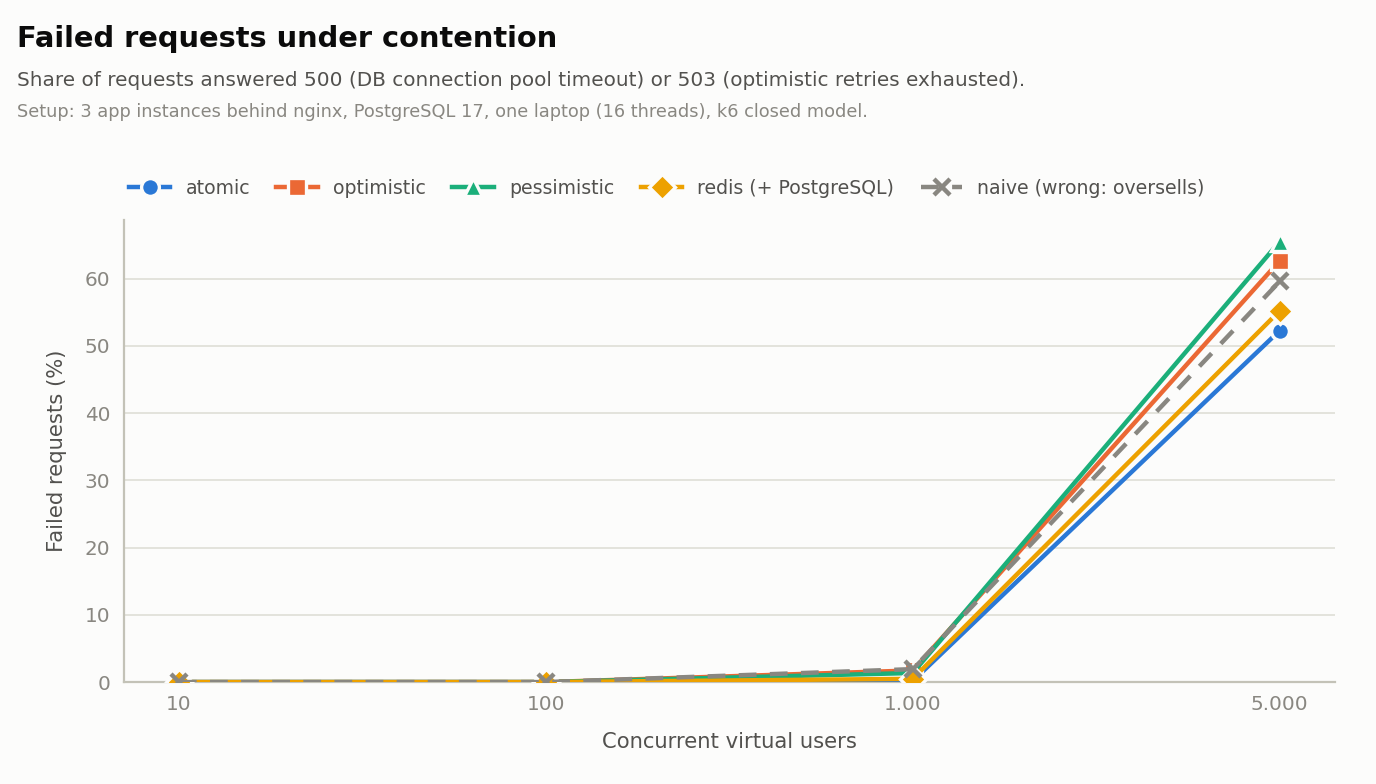 Failed requests under contention
Share of requests answered 500 (DB connection pool timeout) or 503 (optimistic retries exhausted).
Setup: 3 app instances behind nginx, PostgreSQL 17, one laptop (16 threads), k6 closed model.
atomic optimistic pessimistic redis (+ PostgreSQL) naive (wrong: oversells)
Failed requests (%)
60
50
40
30
20
10
0
10 100 1.000 5.000
Concurrent virtual users